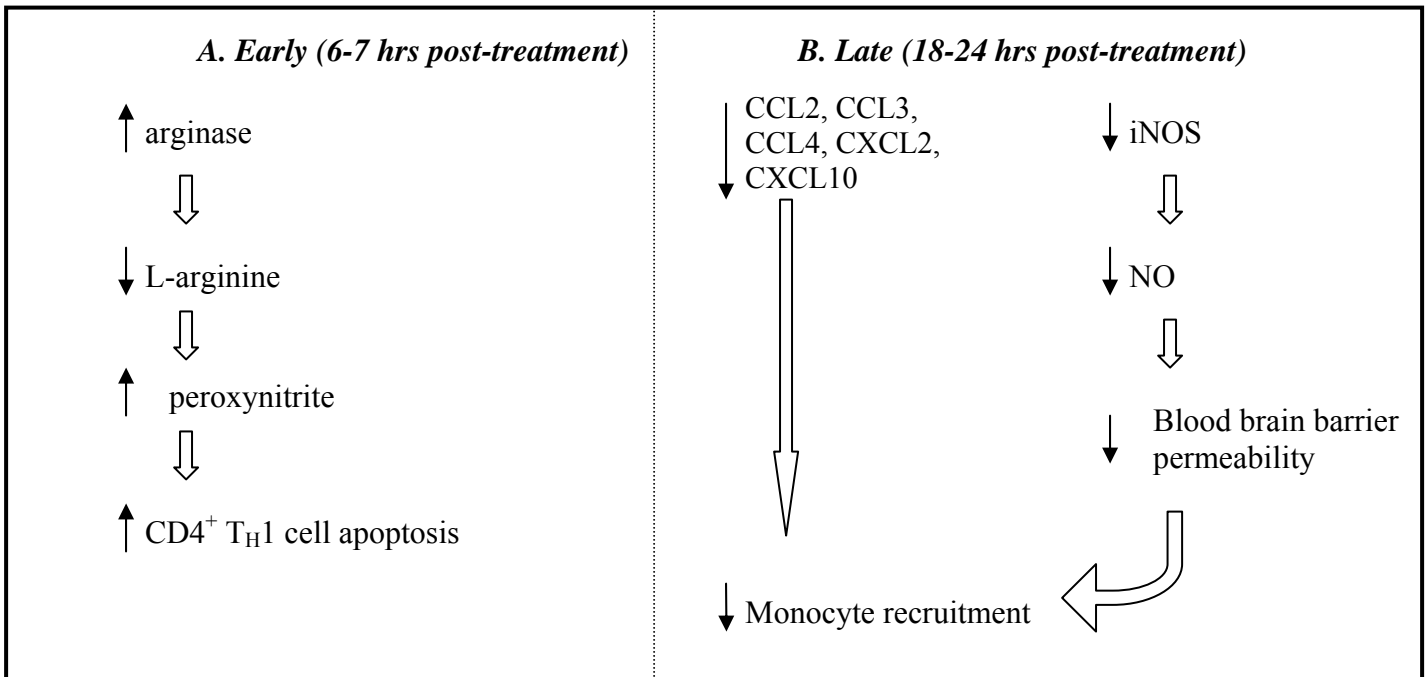 A. Early (6-7 hrs post-treatment)
arginase
L-arginine
peroxynitrite
CD4⁺ T_H1 cell apoptosis
B. Late (18-24 hrs post-treatment)
CCL2, CCL3,
CCL4, CXCL2,
CXCL10
iNOS
NO
Blood brain barrier
permeability
Monocyte recruitment